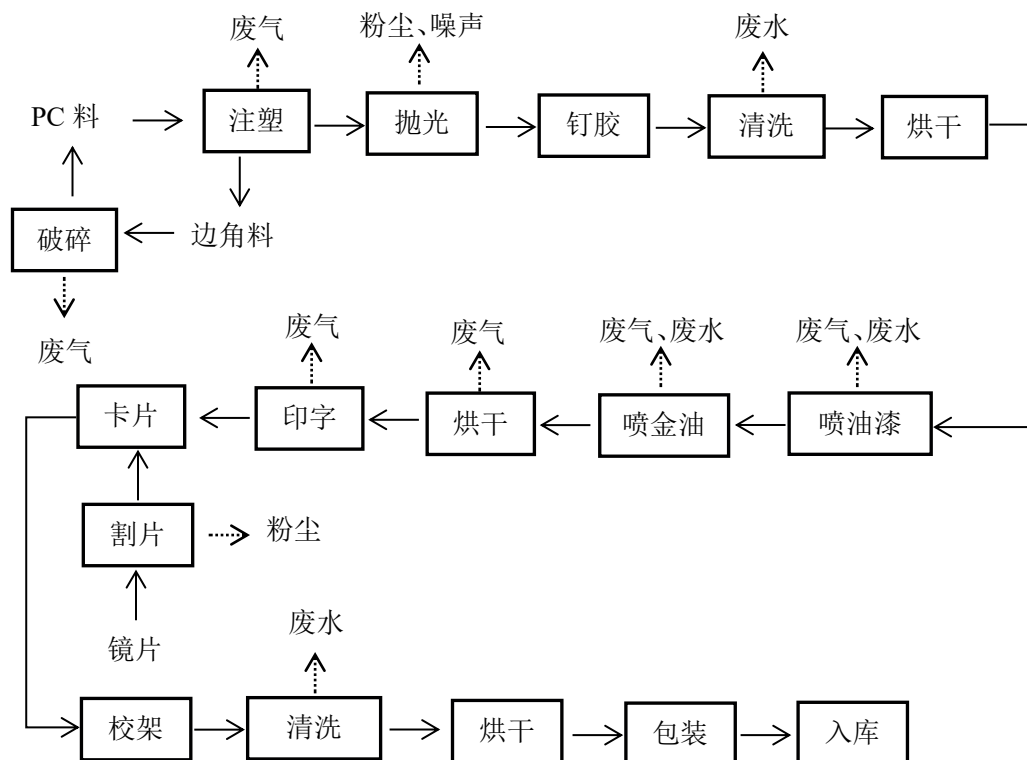 废气
粉尘、噪声
废水
PC 料
注塑
抛光
钉胶
清洗
烘干
破碎
边角料
废气
废气
废气
废气、废水
废气、废水
卡片
印字
烘干
喷金油
喷油漆
割片
粉尘
镜片
废水
校架
清洗
烘干
包装
入库